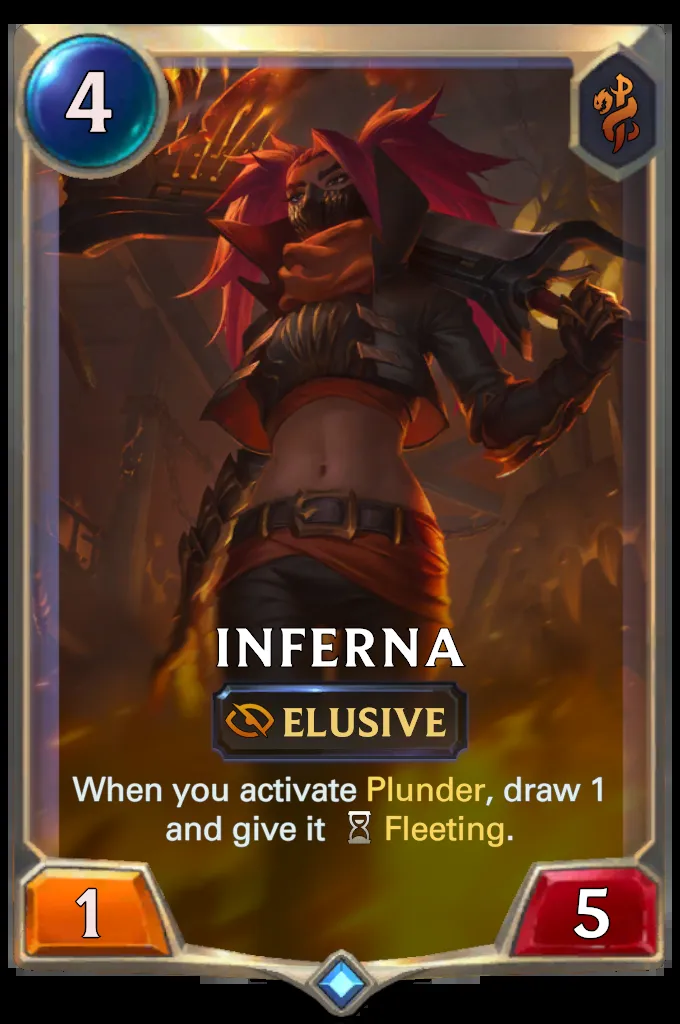 4
INFERNA
ELUSIVE
When you activate Plunder, draw 1
and give it Fleeting.
1
5